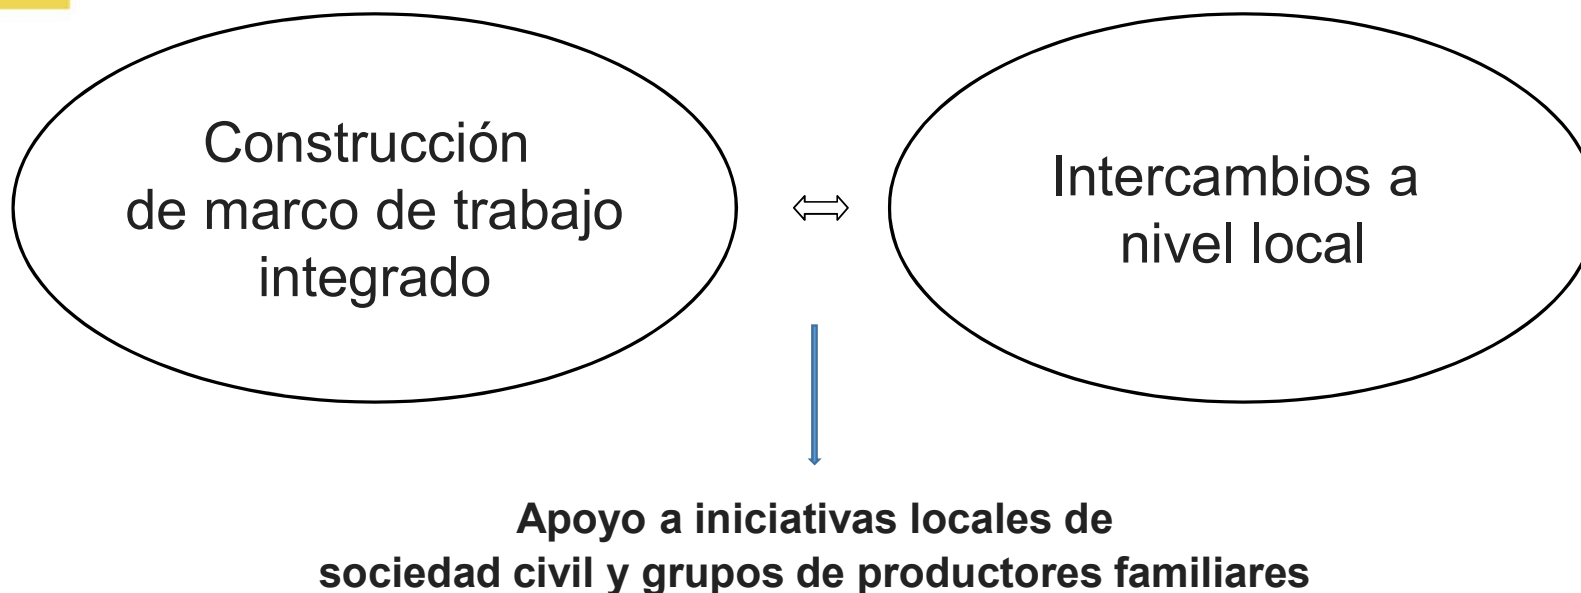 Construcción
de marco de trabajo
integrado
Intercambios a
nivel local
Apoyo a iniciativas locales de
sociedad civil y grupos de productores familiares